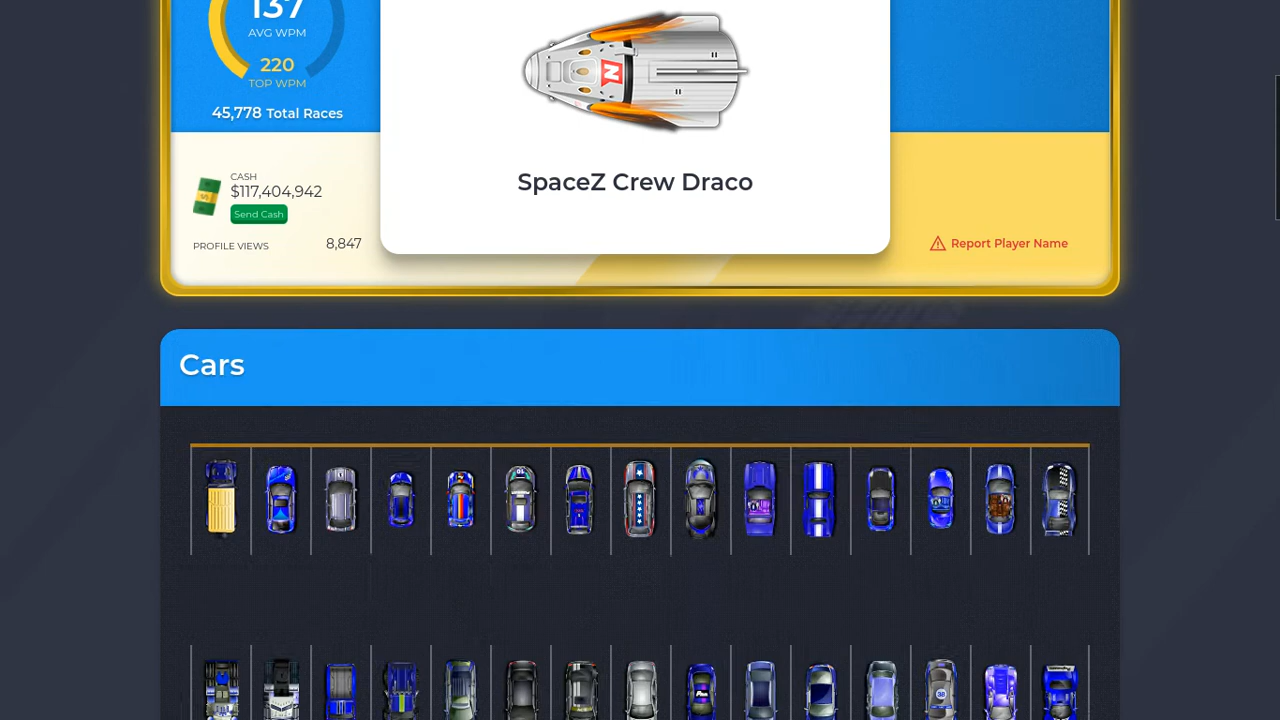 137
AVG WPM
220
TOP WPM
45,778 Total Races
CASH
$117,404,942
Send Cash
PROFILE VIEWS 8,847
N
SpaceZ Crew Draco
Report Player Name
Cars